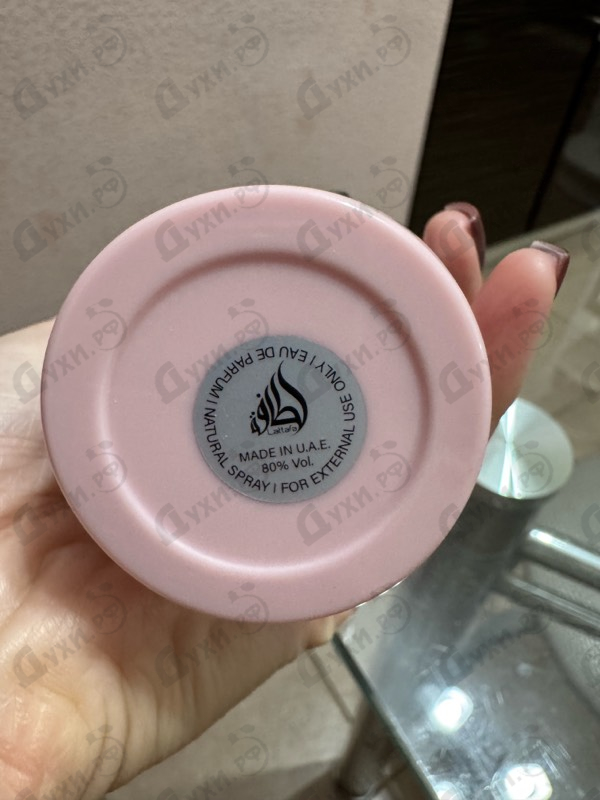 EAU DE PARFUM | NATURAL SPRAY | FOR EXTERNAL USE ONLY |
لطافة
Lattafa
MADE IN U.A.E.
80% Vol.
Духи.рф